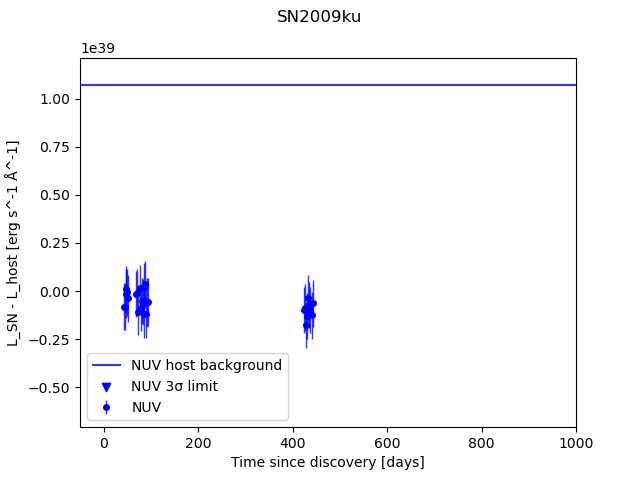 SN2009ku
1e39
1.00
0.75
0.50
0.25
0.00
−0.25
−0.50
L_SN - L_host [erg s^-1 Å^-1]
NUV host background
NUV 3σ limit
NUV
0 200 400 600 800 1000
Time since discovery [days]